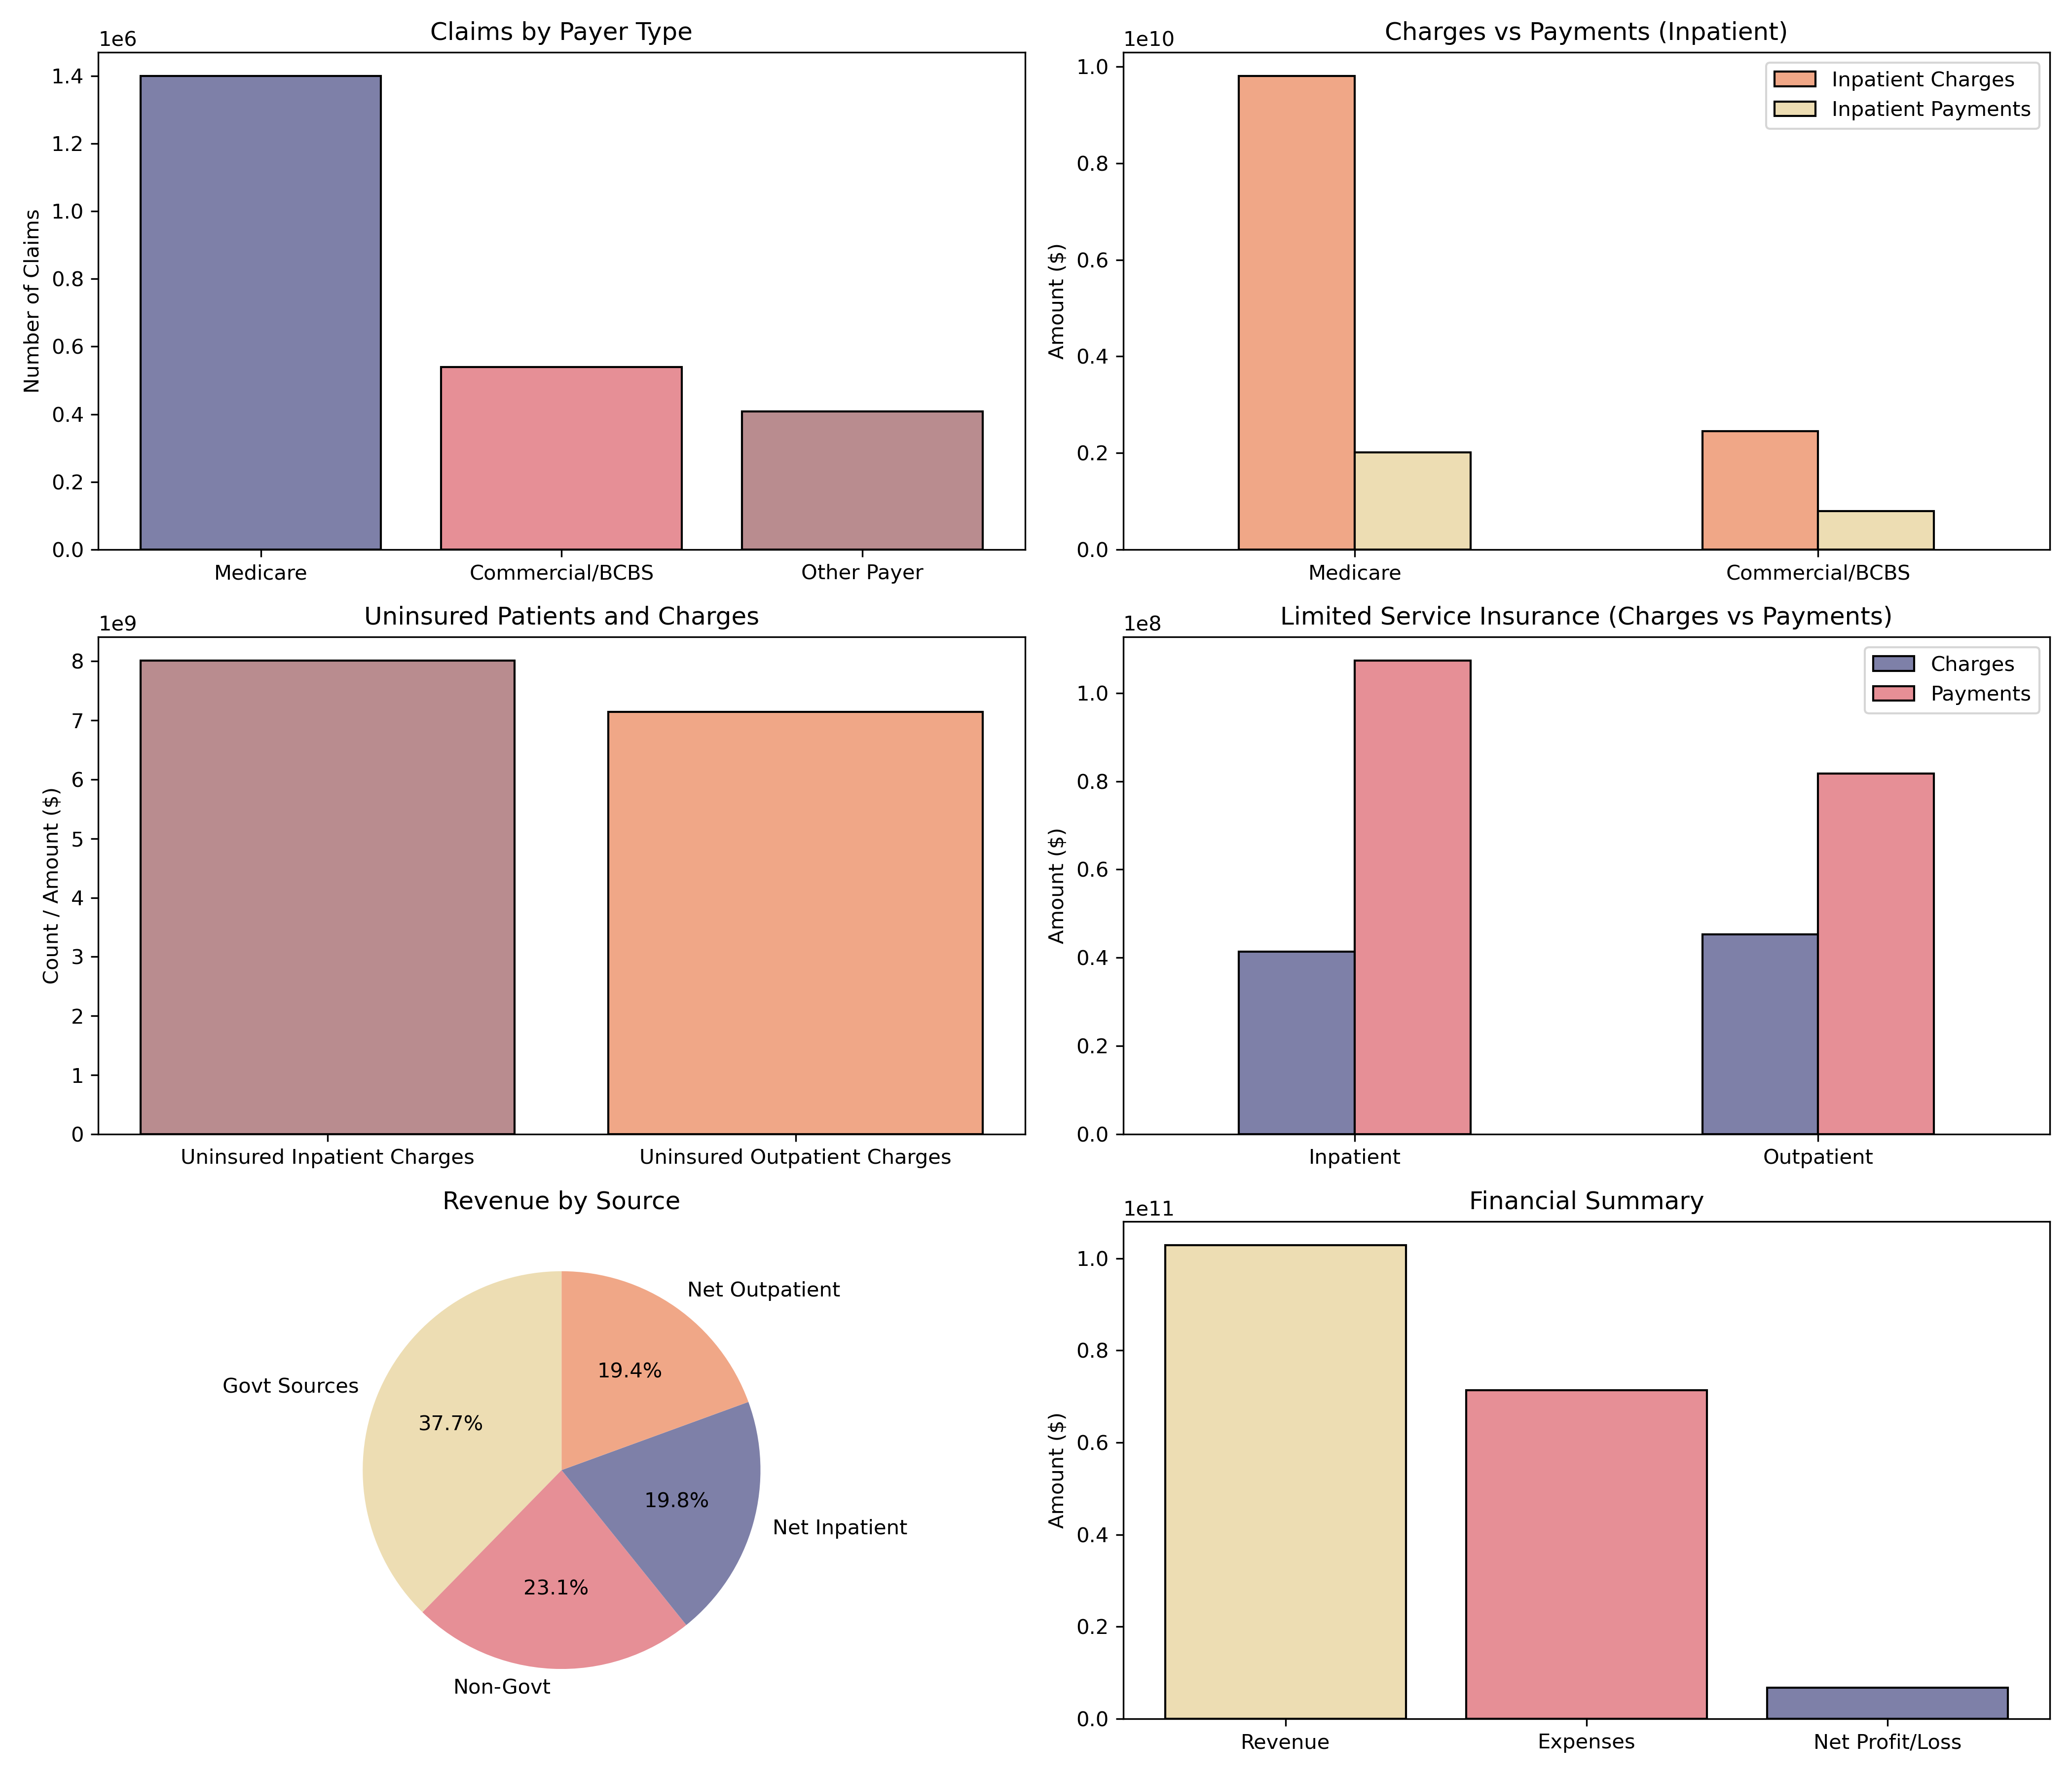 Claims by Payer Type
1e6
1.4
1.2
1.0
0.8
0.6
0.4
0.2
0.0
Number of Claims
Medicare
Commercial/BCBS
Other Payer
Charges vs Payments (Inpatient)
1e10
1.0
0.8
0.6
0.4
0.2
0.0
Amount ($)
Inpatient Charges
Inpatient Payments
Medicare
Commercial/BCBS
Uninsured Patients and Charges
1e9
8
7
6
5
4
3
2
1
0
Count / Amount ($)
Uninsured Inpatient Charges
Uninsured Outpatient Charges
Limited Service Insurance (Charges vs Payments)
1e8
1.0
0.8
0.6
0.4
0.2
0.0
Amount ($)
Charges
Payments
Inpatient
Outpatient
Revenue by Source
Net Outpatient
19.4%
Govt Sources
37.7%
19.8%
Net Inpatient
23.1%
Non-Govt
Financial Summary
1e11
1.0
0.8
0.6
0.4
0.2
0.0
Amount ($)
Revenue
Expenses
Net Profit/Loss